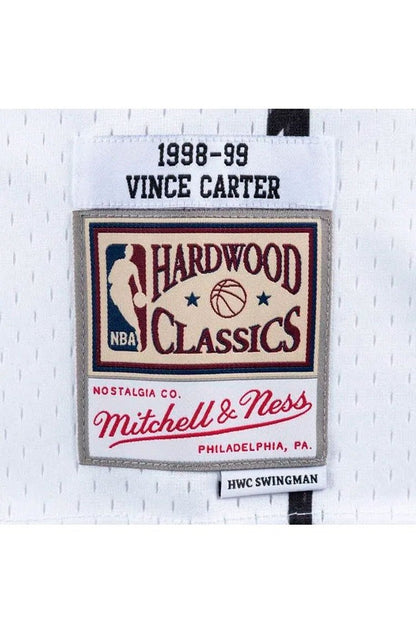 1998-99
VINCE CARTER
HARDWOOD
CLASSICS
NBA
NOSTALGIA CO.
Mitchell & Ness
PHILADELPHIA, PA.
HWC SWINGMAN